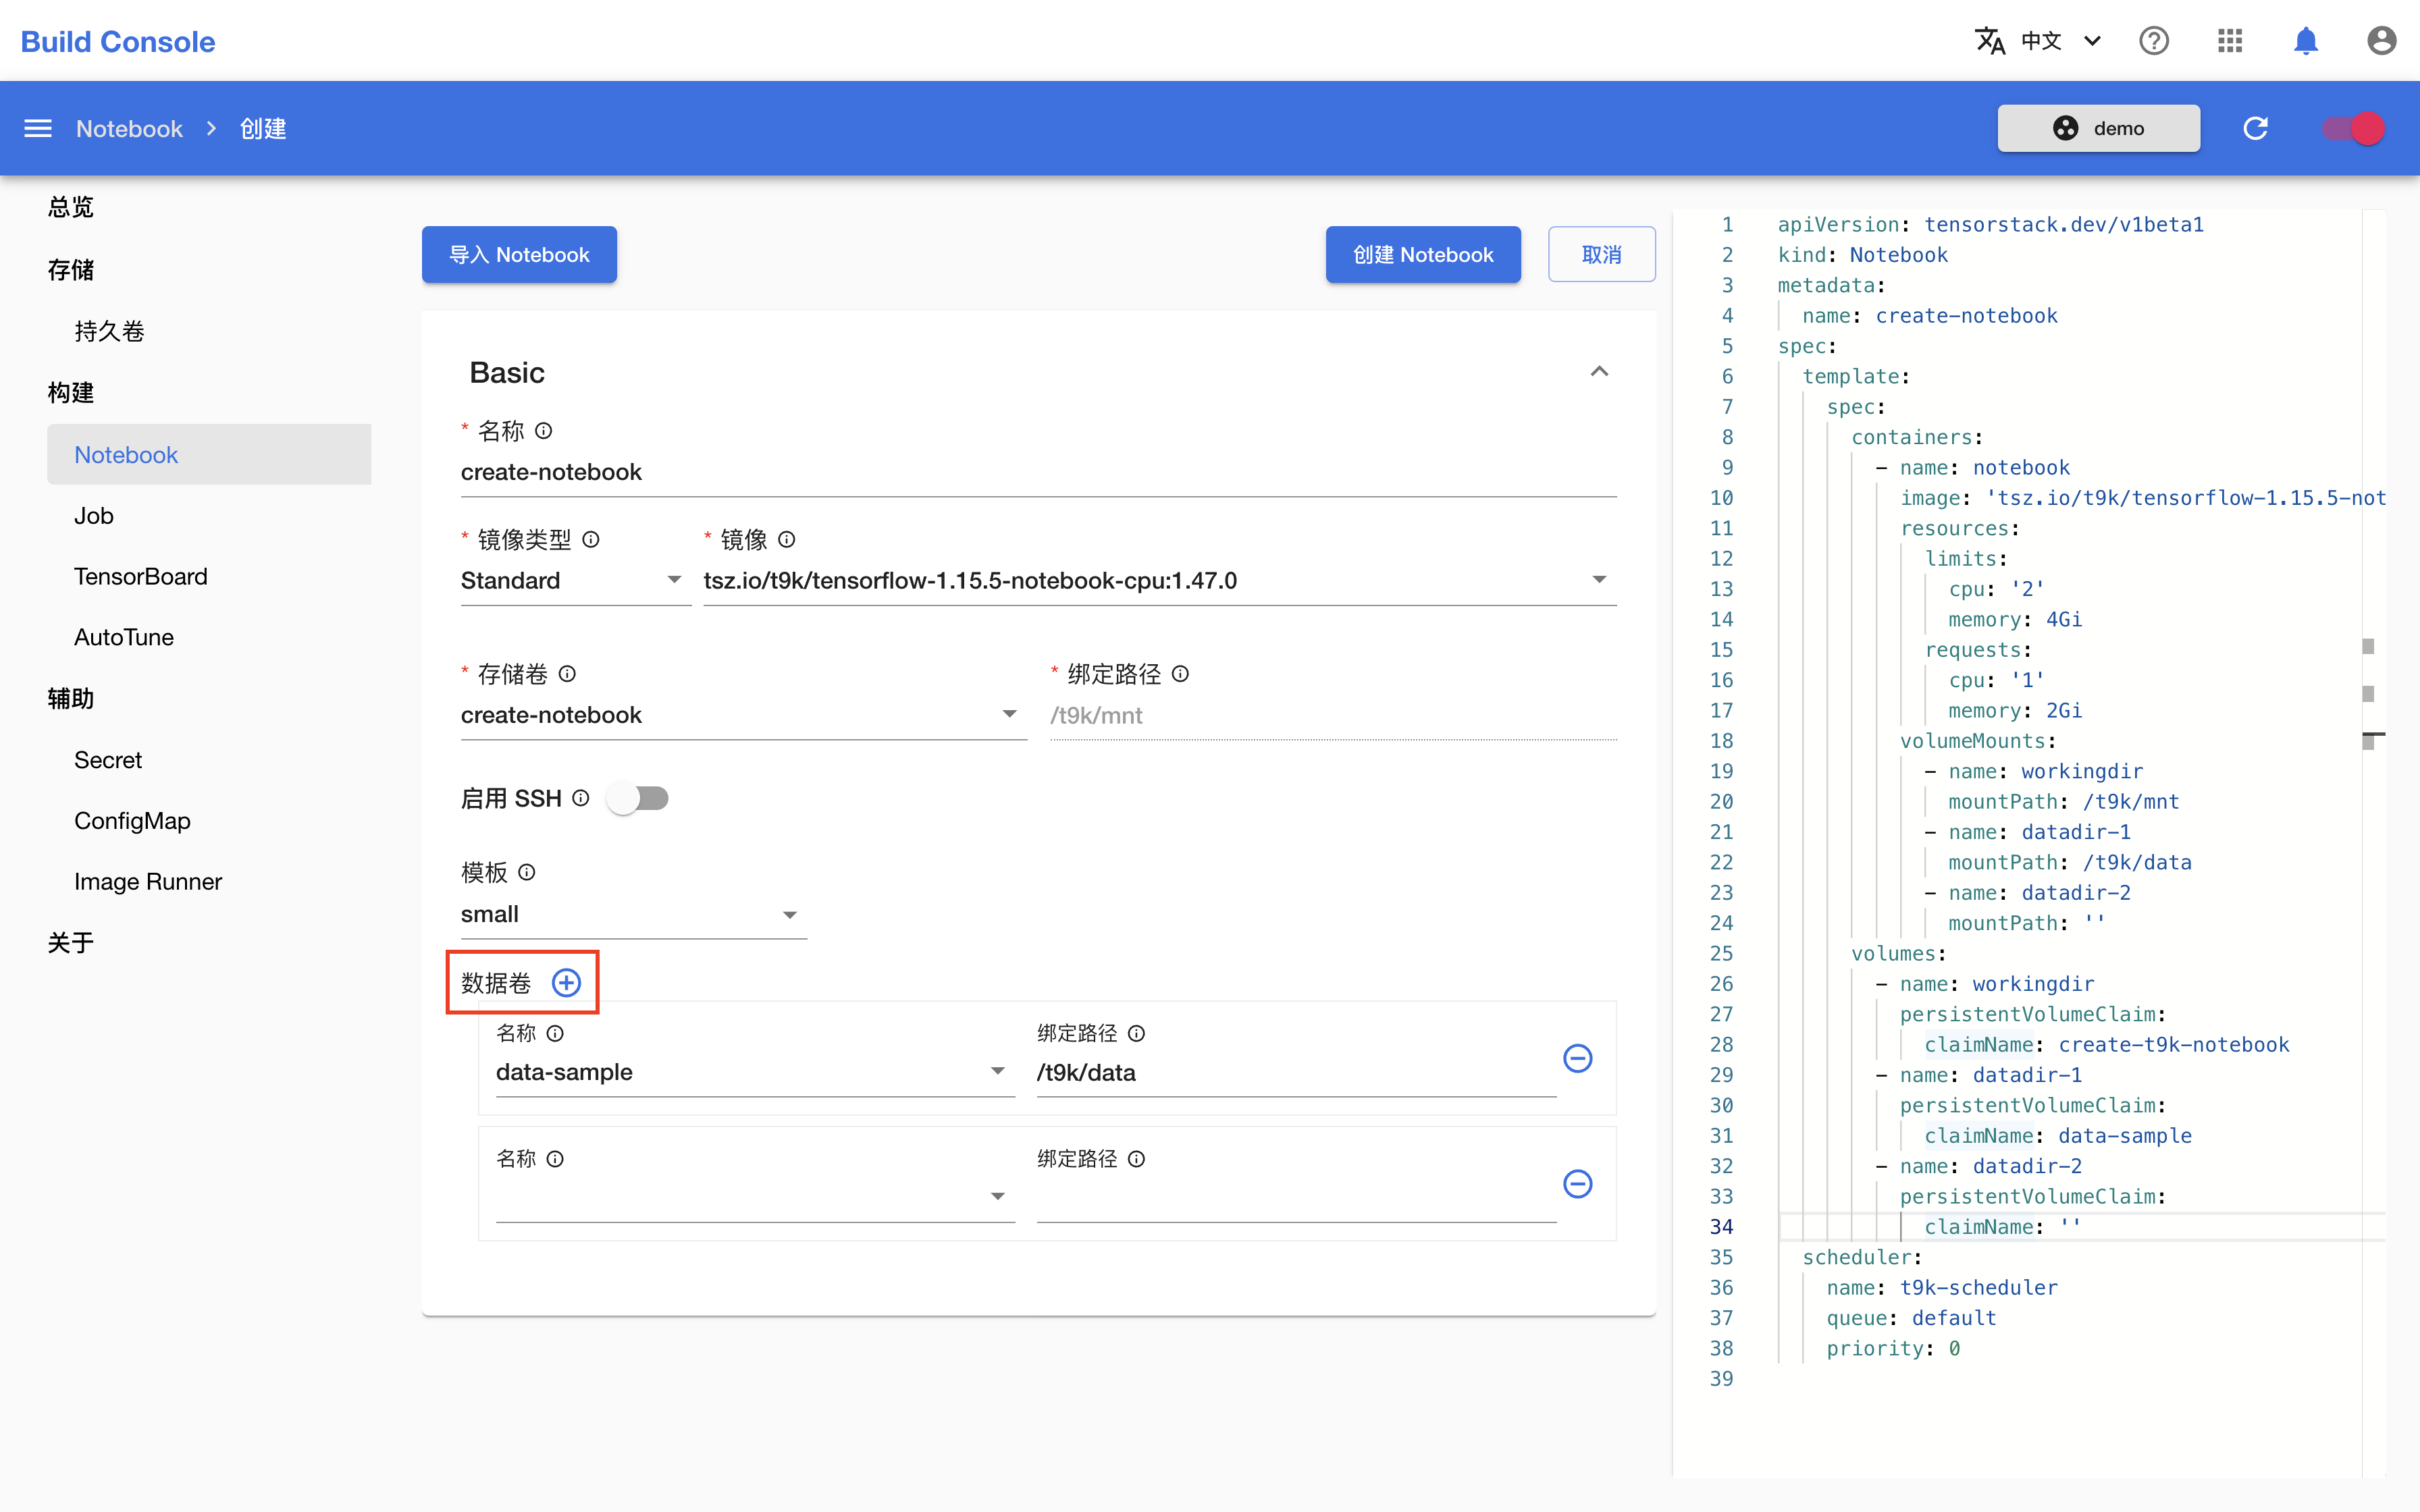 Build Console
中文
Notebook
创建
demo
总览
存储
持久卷
构建
Notebook
Job
TensorBoard
AutoTune
辅助
Secret
ConfigMap
Image Runner
关于
导入 Notebook
创建 Notebook
取消
Basic
* 名称
create-notebook
* 镜像类型
* 镜像
Standard
tsz.io/t9k/tensorflow-1.15.5-notebook-cpu:1.47.0
* 存储卷
* 绑定路径
create-notebook
/t9k/mnt
启用 SSH
模板
small
数据卷
名称
绑定路径
data-sample
/t9k/data
名称
绑定路径
1 apiVersion: tensorstack.dev/v1beta1
2 kind: Notebook
3 metadata:
4 name: create-notebook
5 spec:
6 template:
7 spec:
8 containers:
9 - name: notebook
10 image: 'tsz.io/t9k/tensorflow-1.15.5-not
11 resources:
12 limits:
13 cpu: '2'
14 memory: 4Gi
15 requests:
16 cpu: '1'
17 memory: 2Gi
18 volumeMounts:
19 - name: workingdir
20 mountPath: /t9k/mnt
21 - name: datadir-1
22 mountPath: /t9k/data
23 - name: datadir-2
24 mountPath: ''
25 volumes:
26 - name: workingdir
27 persistentVolumeClaim:
28 claimName: create-t9k-notebook
29 - name: datadir-1
30 persistentVolumeClaim:
31 claimName: data-sample
32 - name: datadir-2
33 persistentVolumeClaim:
34 claimName: ''
35 scheduler:
36 name: t9k-scheduler
37 queue: default
38 priority: 0
39